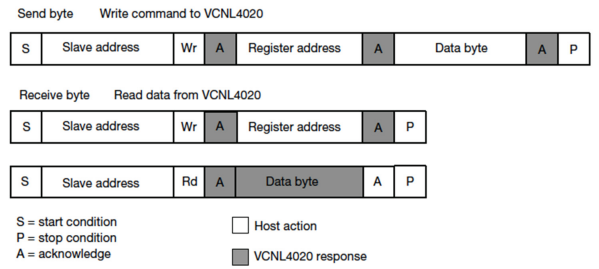 Send byte Write command to VCNL4020
S Slave address Wr A Register address A Data byte A P
Receive byte Read data from VCNL4020
S Slave address Wr A Register address A P
S Slave address Rd A Data byte A P
S = start condition
P = stop condition
A = acknowledge
Host action
VCNL4020 response